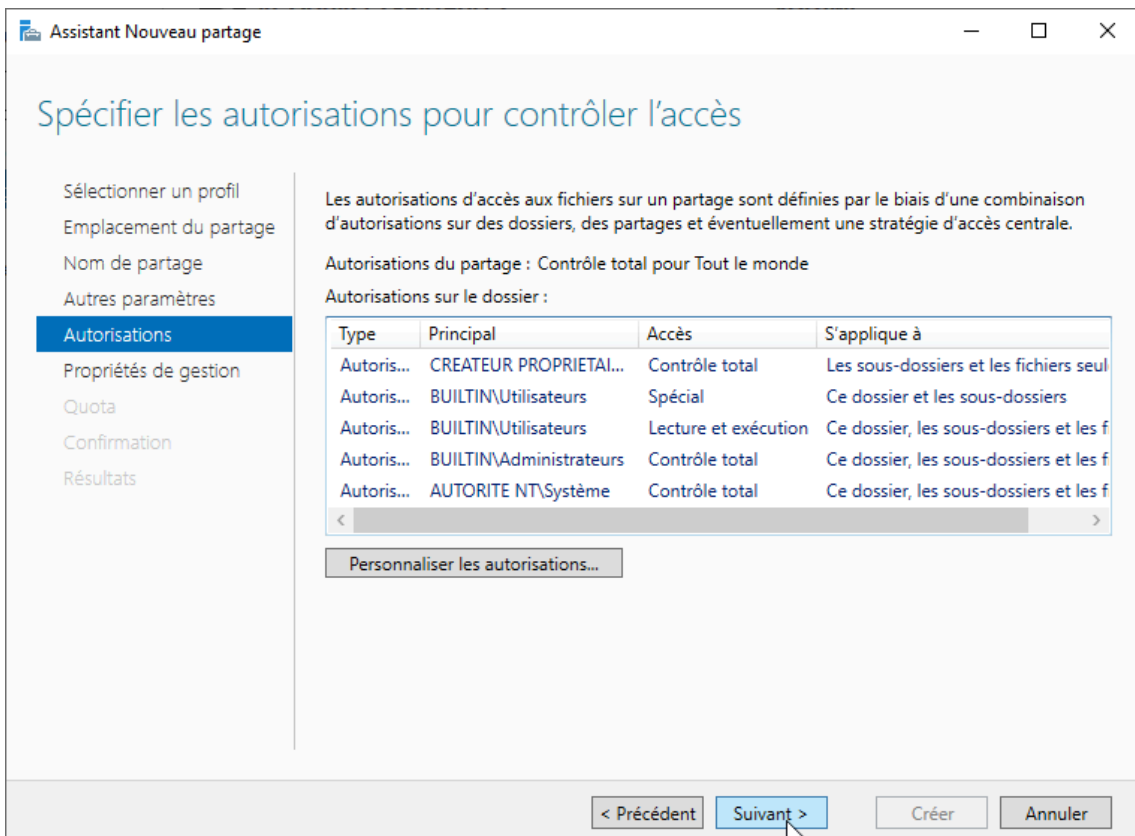 Assistant Nouveau partage
Spécifier les autorisations pour contrôler l'accès
Sélectionner un profil
Emplacement du partage
Nom de partage
Autres paramètres
Autorisations
Propriétés de gestion
Quota
Confirmation
Résultats
Les autorisations d'accès aux fichiers sur un partage sont définies par le biais d'une combinaison
d'autorisations sur des dossiers, des partages et éventuellement une stratégie d'accès centrale.
Autorisations du partage : Contrôle total pour Tout le monde
Autorisations sur le dossier :
Type Principal Accès S'applique à
Autoris... CREATEUR PROPRIETAI... Contrôle total Les sous-dossiers et les fichiers seul
Autoris... BUILTIN\Utilisateurs Spécial Ce dossier et les sous-dossiers
Autoris... BUILTIN\Utilisateurs Lecture et exécution Ce dossier, les sous-dossiers et les f
Autoris... BUILTIN\Administrateurs Contrôle total Ce dossier, les sous-dossiers et les f
Autoris... AUTORITE NT\Système Contrôle total Ce dossier, les sous-dossiers et les f
Personnaliser les autorisations...
< Précédent Suivant > Créer Annuler